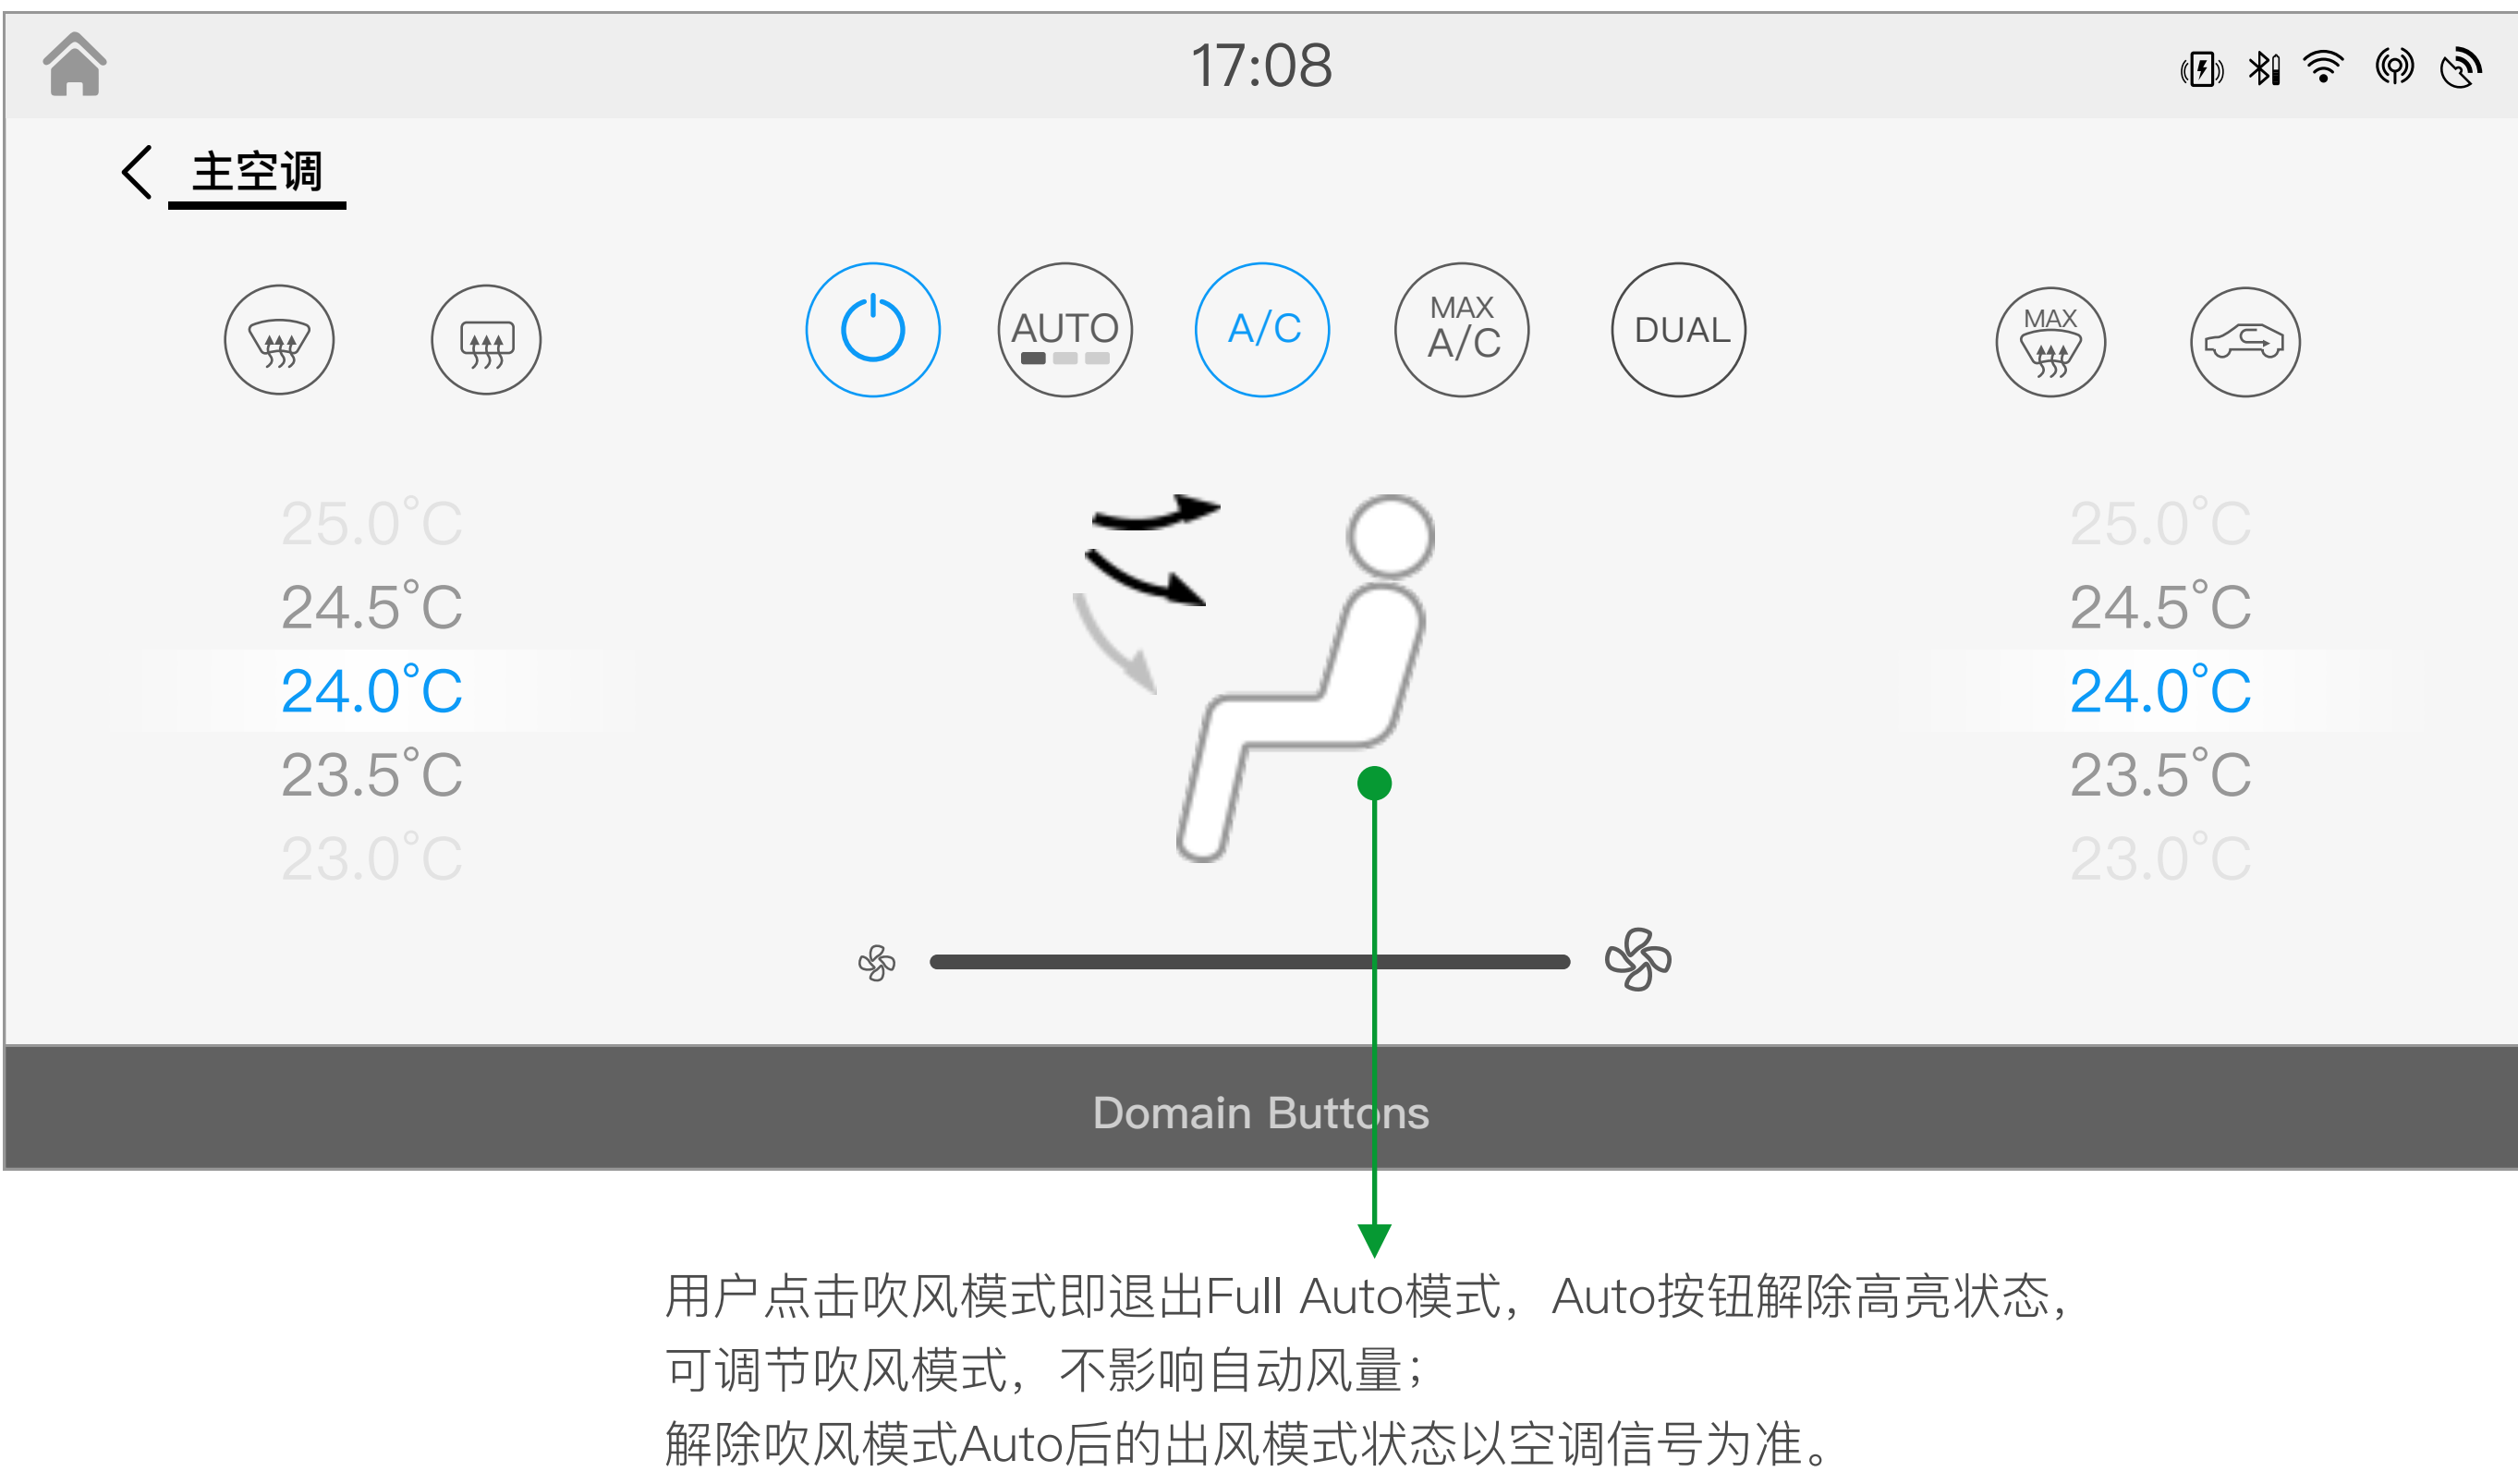 17:08
主空调
AUTO
A/C
MAX
A/C
DUAL
MAX
25.0°C
24.5°C
24.0°C
23.5°C
23.0°C
25.0°C
24.5°C
24.0°C
23.5°C
23.0°C
Domain Buttons
用户点击吹风模式即退出Full Auto模式，Auto按钮解除高亮状态，
可调节吹风模式，不影响自动风量；
解除吹风模式Auto后的出风模式状态以空调信号为准。